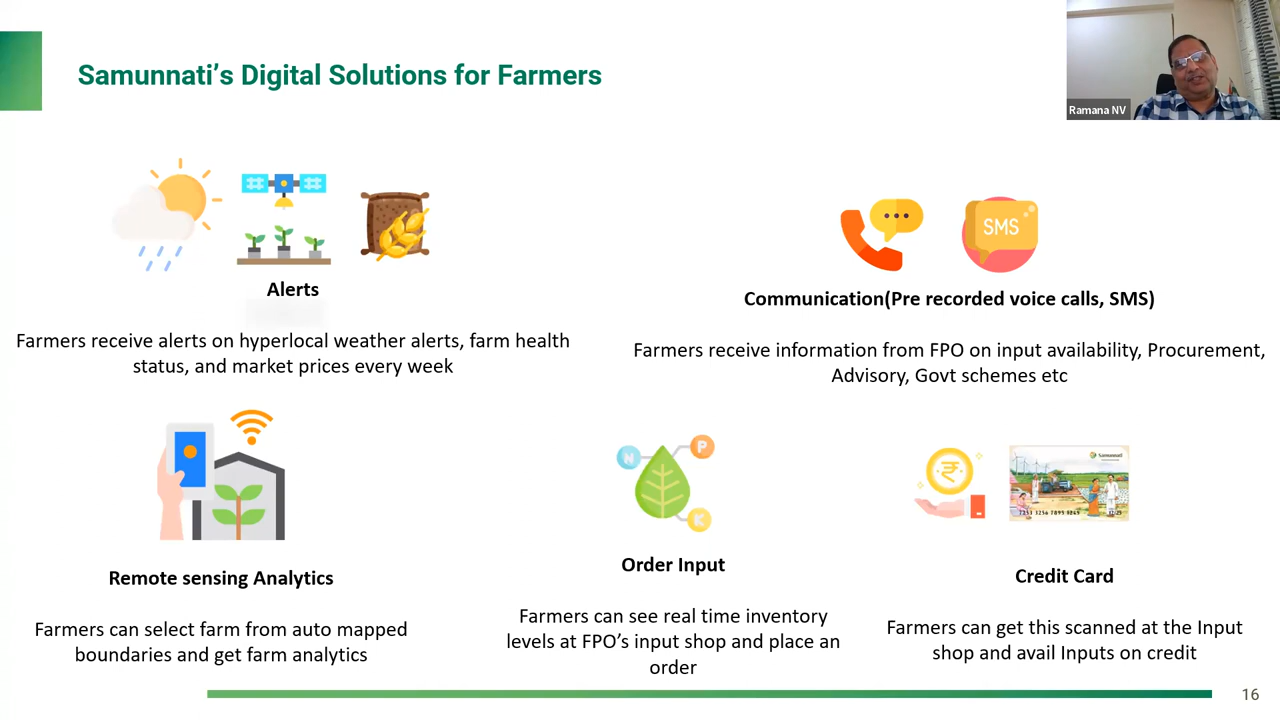 Samunnati's Digital Solutions for Farmers
Ramana NV
SMS
Alerts
Farmers receive alerts on hyperlocal weather alerts, farm health
status, and market prices every week
Communication(Pre recorded voice calls, SMS)
Farmers receive information from FPO on input availability, Procurement,
Advisory, Govt schemes etc
Remote sensing Analytics
Farmers can select farm from auto mapped
boundaries and get farm analytics
N
P
K
Order Input
Farmers can see real time inventory
levels at FPO's input shop and place an
order
₹
Samunnati
Credit Card
Farmers can get this scanned at the Input
shop and avail Inputs on credit
16